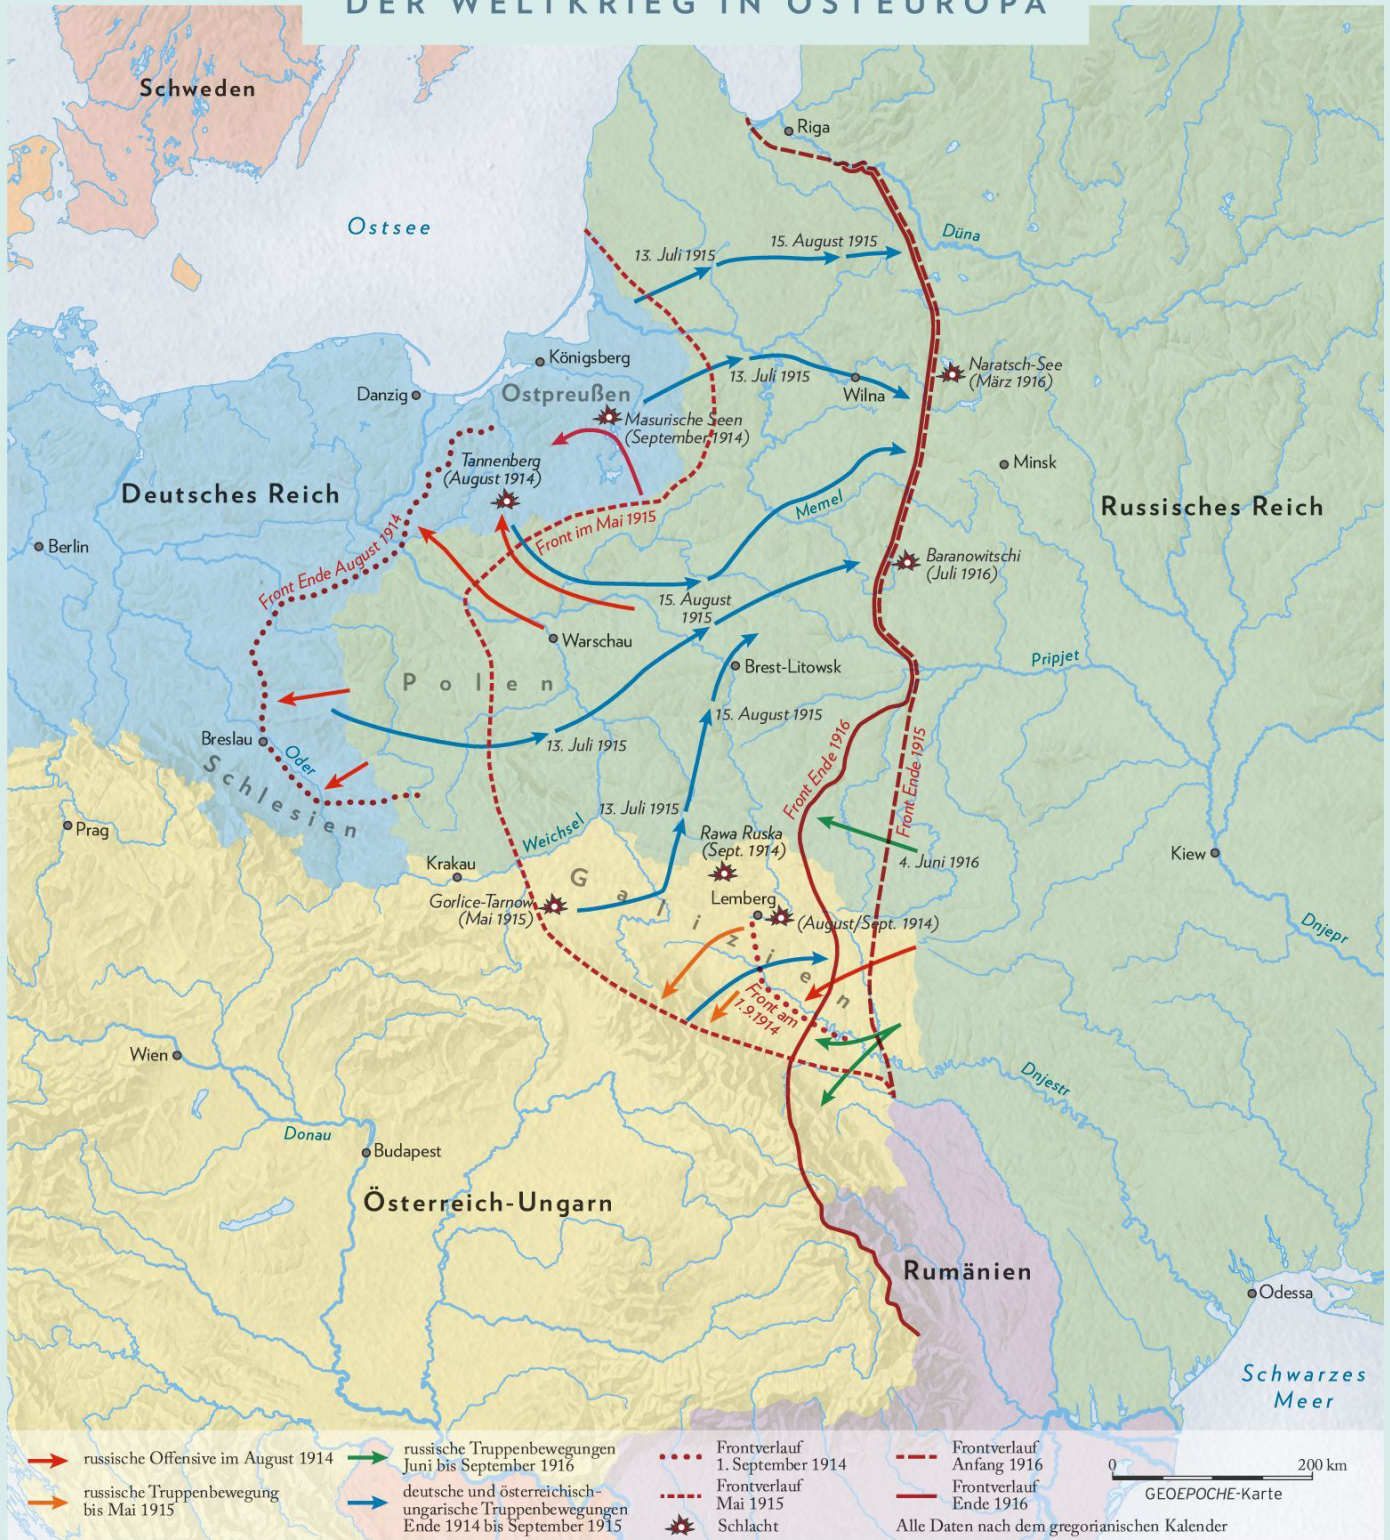 DER WELTKRIEG IN OSTEUROPA
Schweden
Riga
Ostsee
Düna
13. Juli 1915
15. August 1915
Königsberg
Ostpreußen
Danzig
13. Juli 1915
Wilna
Naratsch-See
(März 1916)
Masurische Seen
(September 1914)
Tannenberg
(August 1914)
Minsk
Deutsches Reich
Memel
Russisches Reich
Front im Mai 1915
Berlin
Front Ende August 1914
Baranowitschi
(Juli 1916)
15. August
1915
Warschau
Brest-Litowsk
Pripjet
Polen
15. August 1915
Breslau
Oder
13. Juli 1915
Schlesien
Front Ende 1916
Front Ende 1915
13. Juli 1915
Prag
Weichsel
Rawa Ruska
(Sept. 1914)
4. Juni 1916
Kiew
Krakau
Galizien
Gorlice-Tarnow
(Mai 1915)
Lemberg
(August/Sept. 1914)
Dnjepr
Front am
1.9.1914
Wien
Dnjestr
Donau
Budapest
Österreich-Ungarn
Rumänien
Odessa
Schwarzes
Meer
russische Offensive im August 1914
russische Truppenbewegung
bis Mai 1915
russische Truppenbewegungen
Juni bis September 1916
deutsche und österreichisch-
ungarische Truppenbewegungen
Ende 1914 bis September 1915
Frontverlauf
1. September 1914
Frontverlauf
Mai 1915
Schlacht
Frontverlauf
Anfang 1916
Frontverlauf
Ende 1916
0 200 km
GEOEPOCHE-Karte
Alle Daten nach dem gregorianischen Kalender